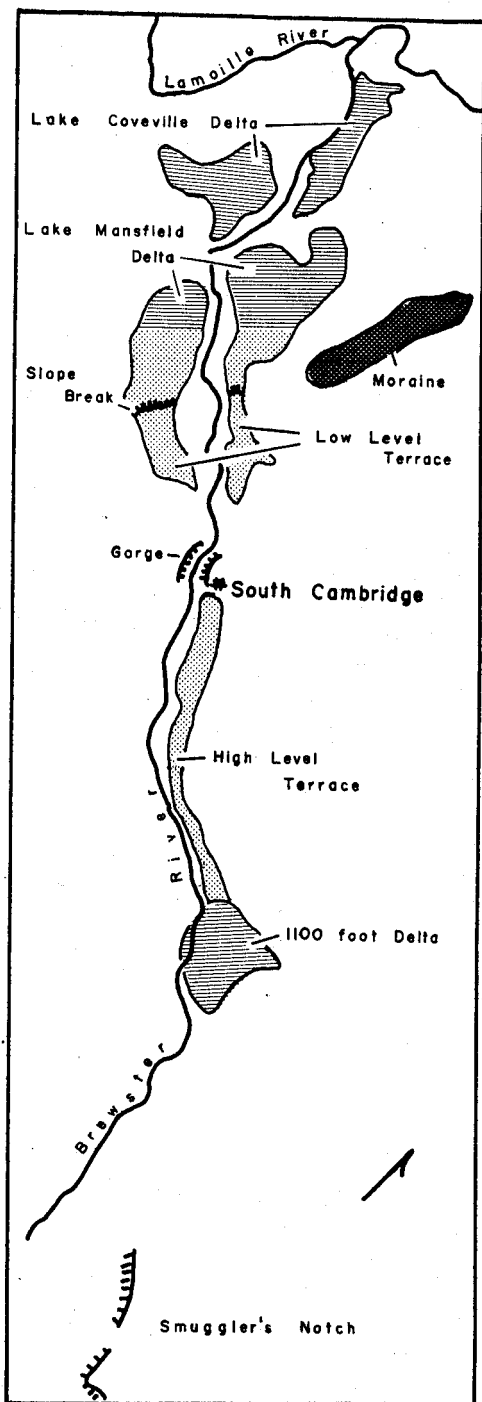 Lamoille River
Lake Coveville Delta
Lake Mansfield
Delta
Slope
Break
Moraine
Low Level
Terrace
Gorge
South Cambridge
High Level
Terrace
River
1100 foot Delta
Brewster
Smuggler's Notch